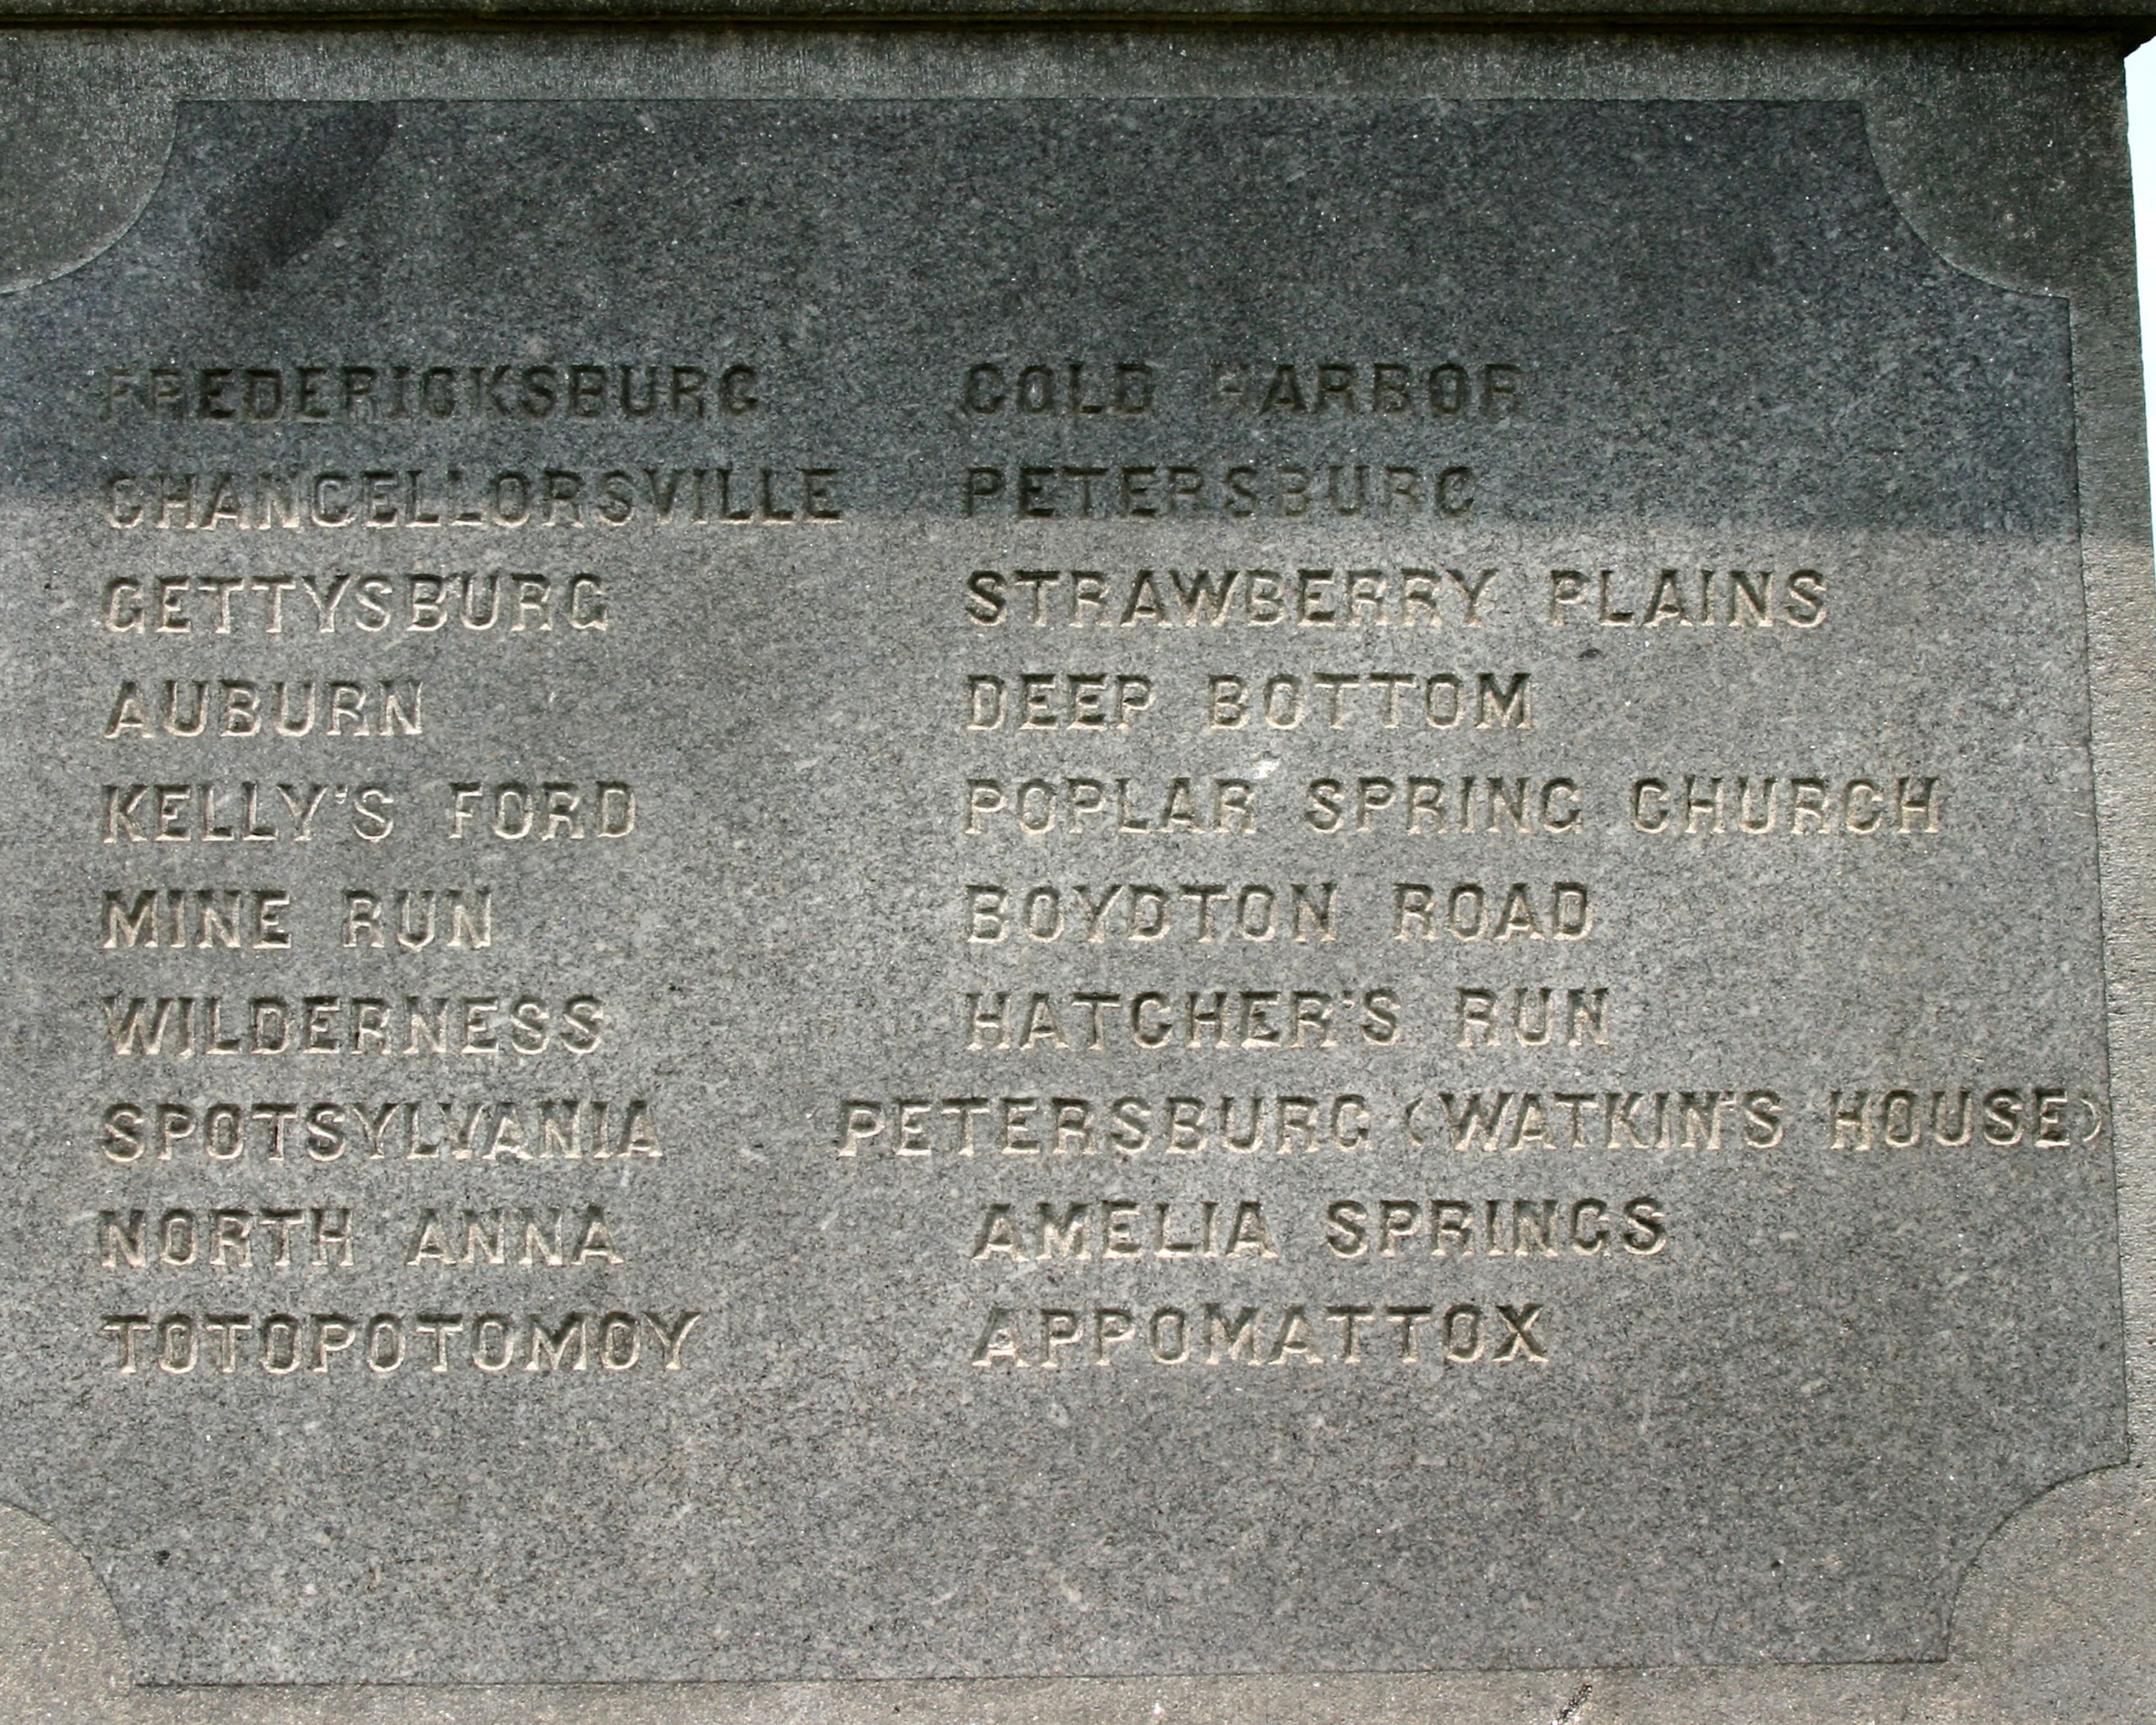 FREDERICKSBURG
CHANCELLORSVILLE
GETTYSBURG
AUBURN
KELLY'S FORD
MINE RUN
WILDERNESS
SPOTSYLVANIA
NORTH ANNA
TOTOPOTOMOY
COLD HARBOR
PETERSBURG
STRAWBERRY PLAINS
DEEP BOTTOM
POPLAR SPRING CHURCH
BOYDTON ROAD
HATCHER'S RUN
PETERSBURG (WATKIN'S HOUSE)
AMELIA SPRINGS
APPOMATTOX